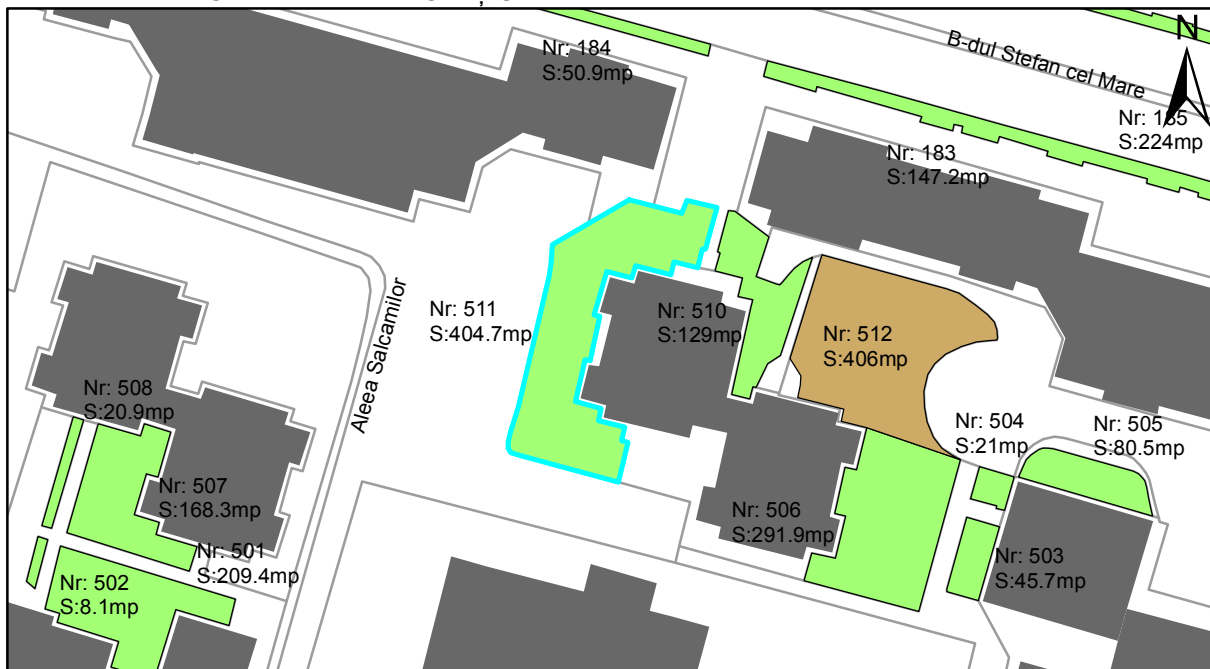 N
Nr: 184
S:50.9mp
B-dul Stefan cel Mare
Nr: 185
S:224mp
Nr: 183
S:147.2mp
Aleea Salcamilor
Nr: 511
S:404.7mp
Nr: 510
S:129mp
Nr: 512
S:406mp
Nr: 508
S:20.9mp
Nr: 504
S:21mp
Nr: 505
S:80.5mp
Nr: 507
S:168.3mp
Nr: 506
S:291.9mp
Nr: 501
S:209.4mp
Nr: 503
S:45.7mp
Nr: 502
S:8.1mp